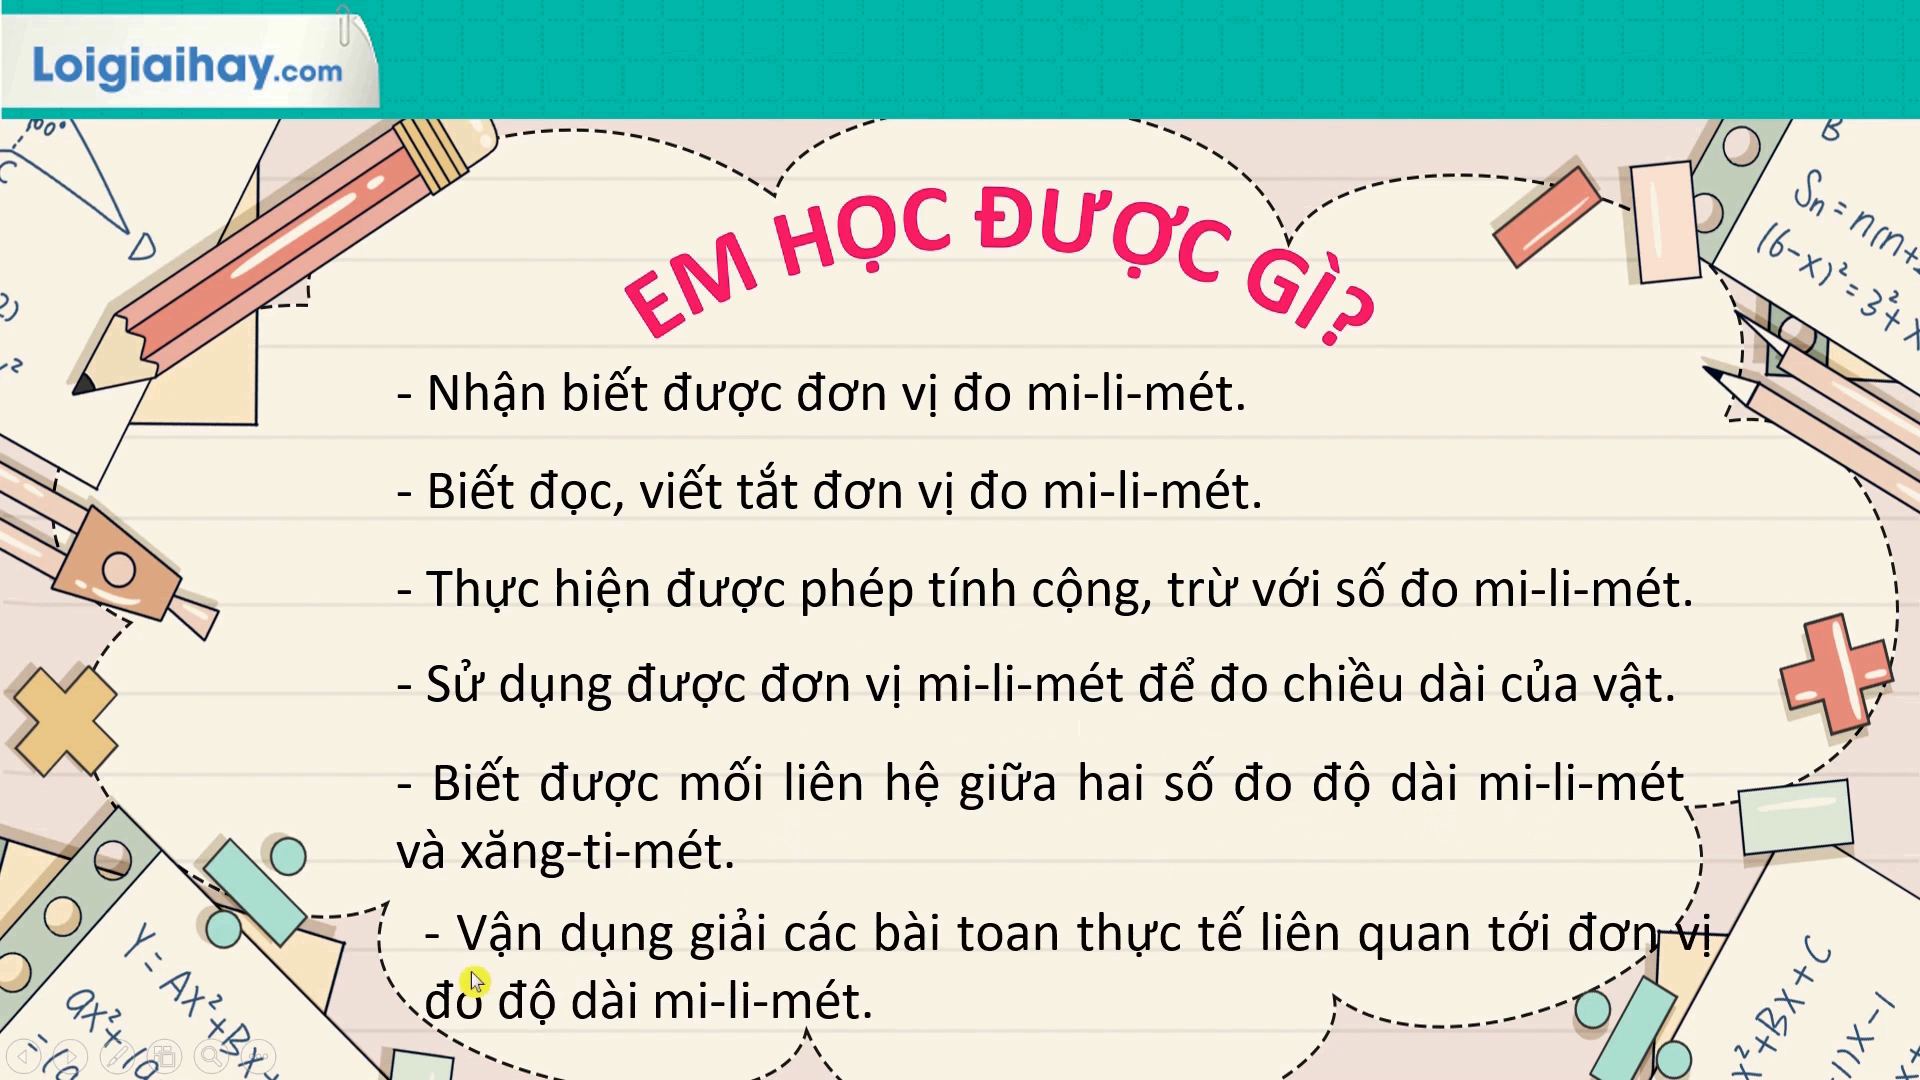 Loigiaihay.com
EM HỌC ĐƯỢC GÌ?
- Nhận biết được đơn vị đo mi-li-mét.
- Biết đọc, viết tắt đơn vị đo mi-li-mét.
- Thực hiện được phép tính cộng, trừ với số đo mi-li-mét.
- Sử dụng được đơn vị mi-li-mét để đo chiều dài của vật.
- Biết được mối liên hệ giữa hai số đo độ dài mi-li-mét
và xăng-ti-mét.
- Vận dụng giải các bài toan thực tế liên quan tới đơn vị
đo độ dài mi-li-mét.
100°
C
D
B
(6-x)² = 3² + x